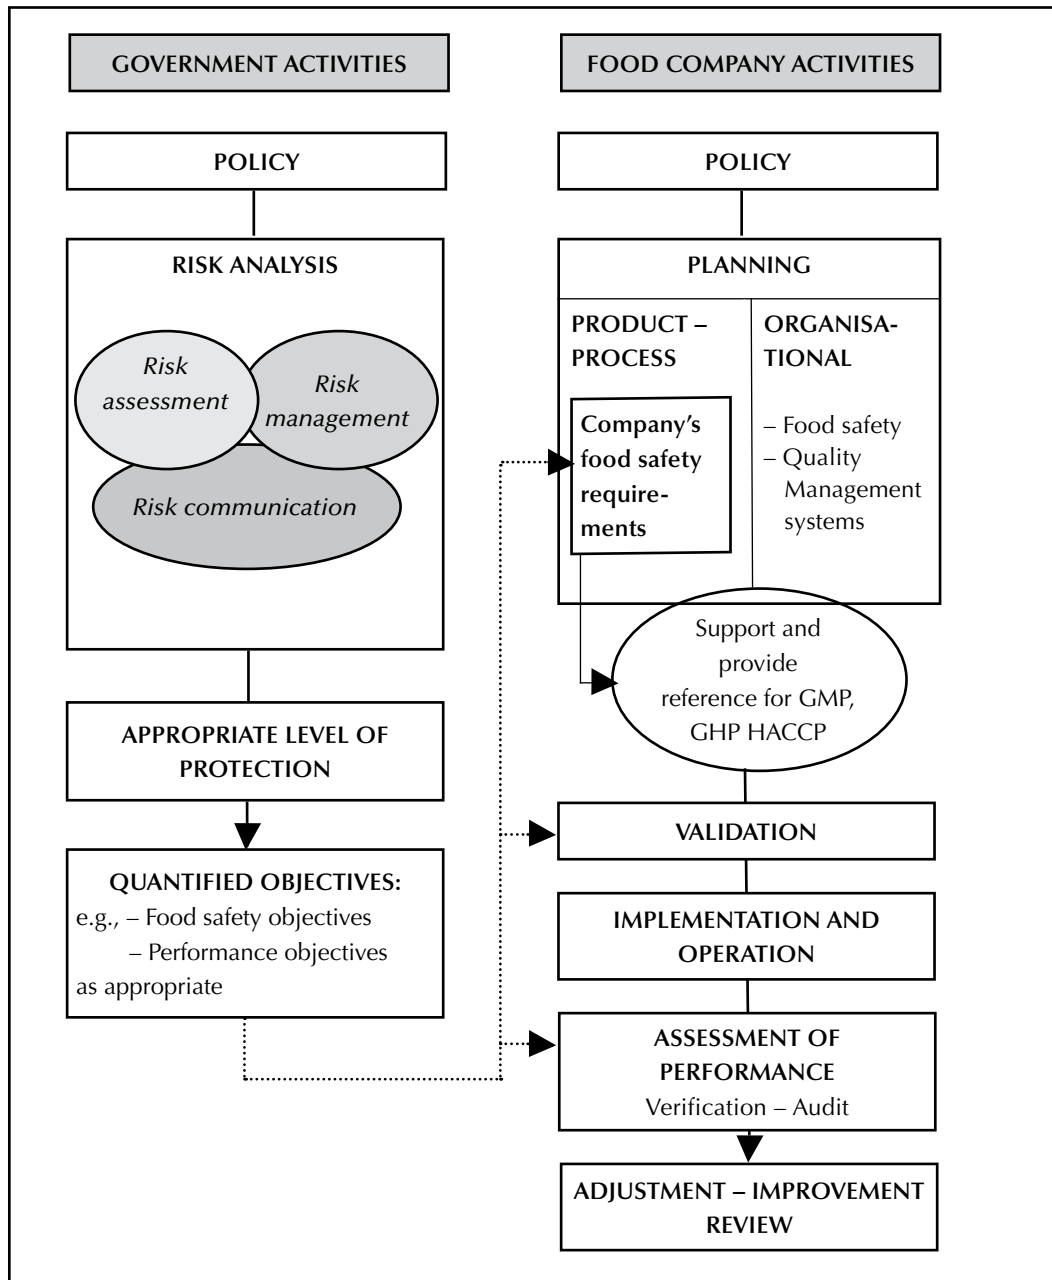 GOVERNMENT ACTIVITIES
POLICY
RISK ANALYSIS
Risk
assessment
Risk
management
Risk communication
APPROPRIATE LEVEL OF
PROTECTION
QUANTIFIED OBJECTIVES:
e.g., – Food safety objectives
– Performance objectives
as appropriate
FOOD COMPANY ACTIVITIES
POLICY
PLANNING
PRODUCT –
PROCESS
Company’s
food safety
require-
ments
ORGANISA-
TIONAL
– Food safety
– Quality
Management
systems
Support and
provide
reference for GMP,
GHP HACCP
VALIDATION
IMPLEMENTATION AND
OPERATION
ASSESSMENT OF
PERFORMANCE
Verification – Audit
ADJUSTMENT – IMPROVEMENT
REVIEW